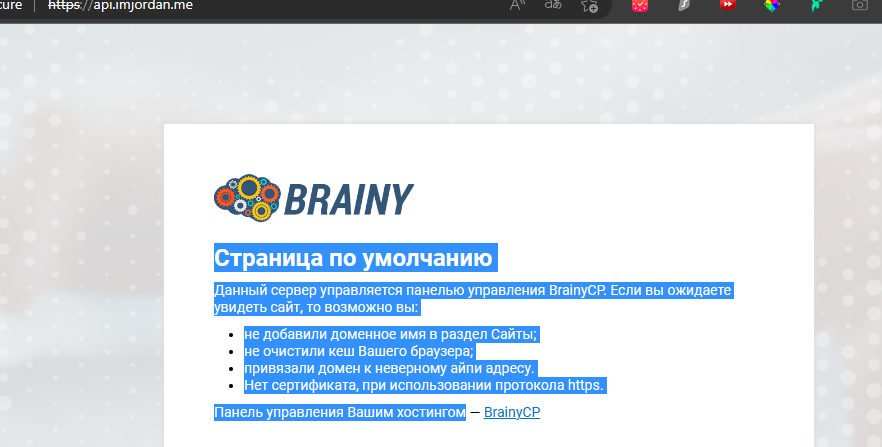 cure | https://api.imjordan.me
BRAINY
Страница по умолчанию
Данный сервер управляется панелью управления BrainyCP. Если вы ожидаете
увидеть сайт, то возможно вы:
не добавили доменное имя в раздел Сайты;
не очистили кеш Вашего браузера;
привязали домен к неверному айпи адресу.
Нет сертификата, при использовании протокола https.
Панель управления Вашим хостингом — BrainyCP